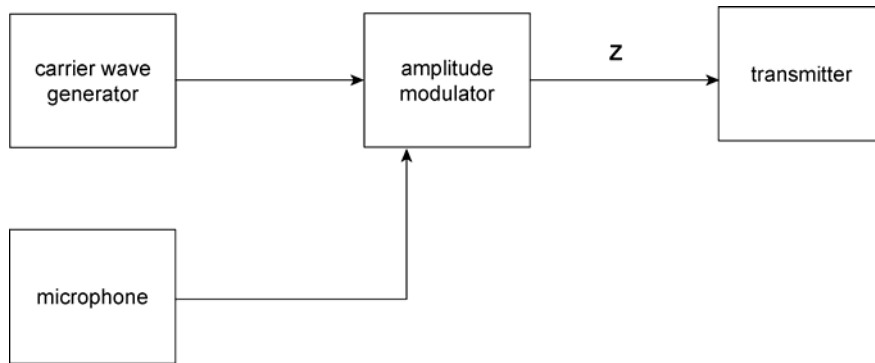 carrier wave
generator
amplitude
modulator
Z
transmitter
microphone